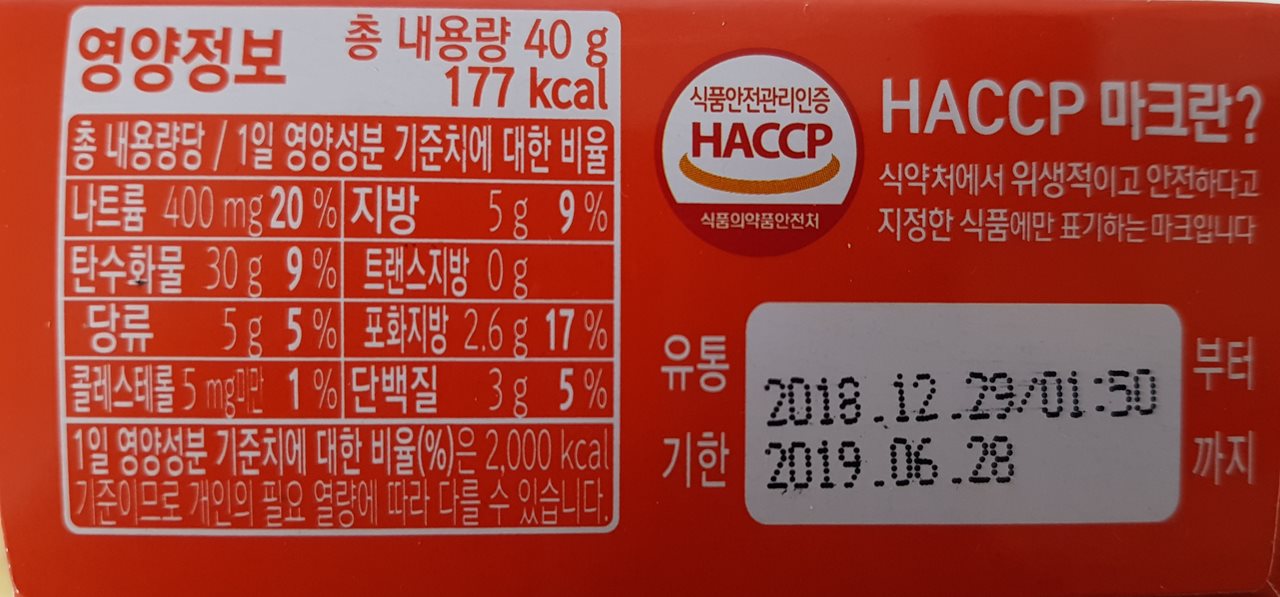 영양정보
총 내용량 40 g
177 kcal
총 내용량당 / 1일 영양성분 기준치에 대한 비율
나트륨 400 mg 20 % 지방 5 g 9 %
탄수화물 30 g 9 % 트랜스지방 0 g
당류 5 g 5 % 포화지방 2.6 g 17 %
콜레스테롤 5 mg미만 1 % 단백질 3 g 5 %
1일 영양성분 기준치에 대한 비율(%)은 2,000 kcal
기준이므로 개인의 필요 열량에 따라 다를 수 있습니다.
식품안전관리인증
HACCP
식품의약품안전처
HACCP 마크란?
식약처에서 위생적이고 안전하다고
지정한 식품에만 표기하는 마크입니다
유통 2018.12.29/01:50 부터
기한 2019.06.28 까지